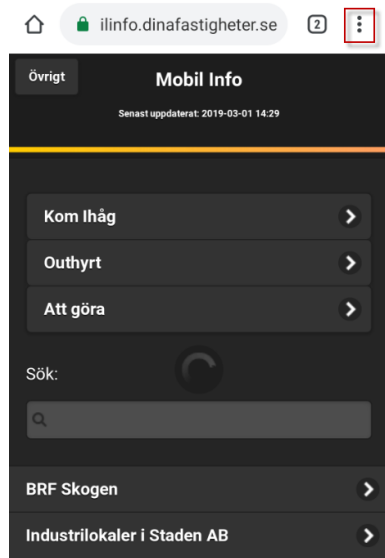 ilinfo.dinafastigheter.se 2
Övrigt
Mobil Info
Senast uppdaterat: 2019-03-01 14:29
Kom Ihåg
Outhyrt
Att göra
Sök:
BRF Skogen
Industrilokaler i Staden AB